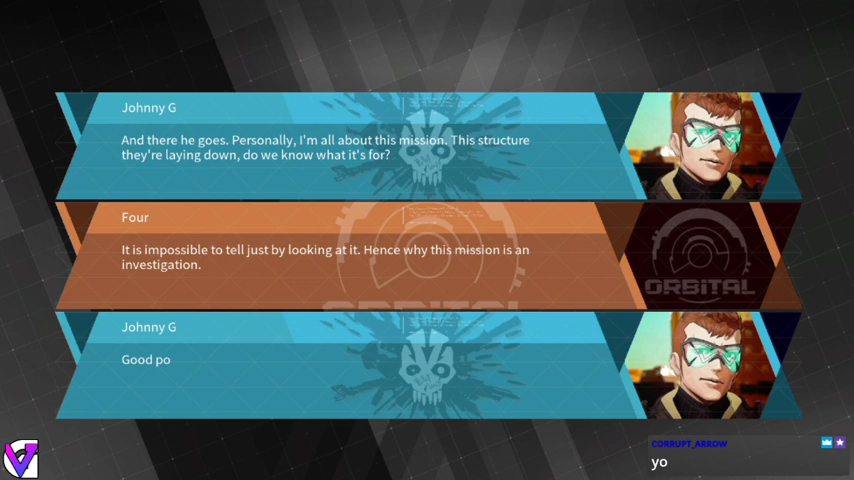 Johnny G
And there he goes. Personally, I'm all about this mission. This structure
they're laying down, do we know what it's for?
Four
It is impossible to tell just by looking at it. Hence why this mission is an
investigation.
ORBITAL
ORBITAL
Johnny G
Good po
CORRUPT_ARROW
yo